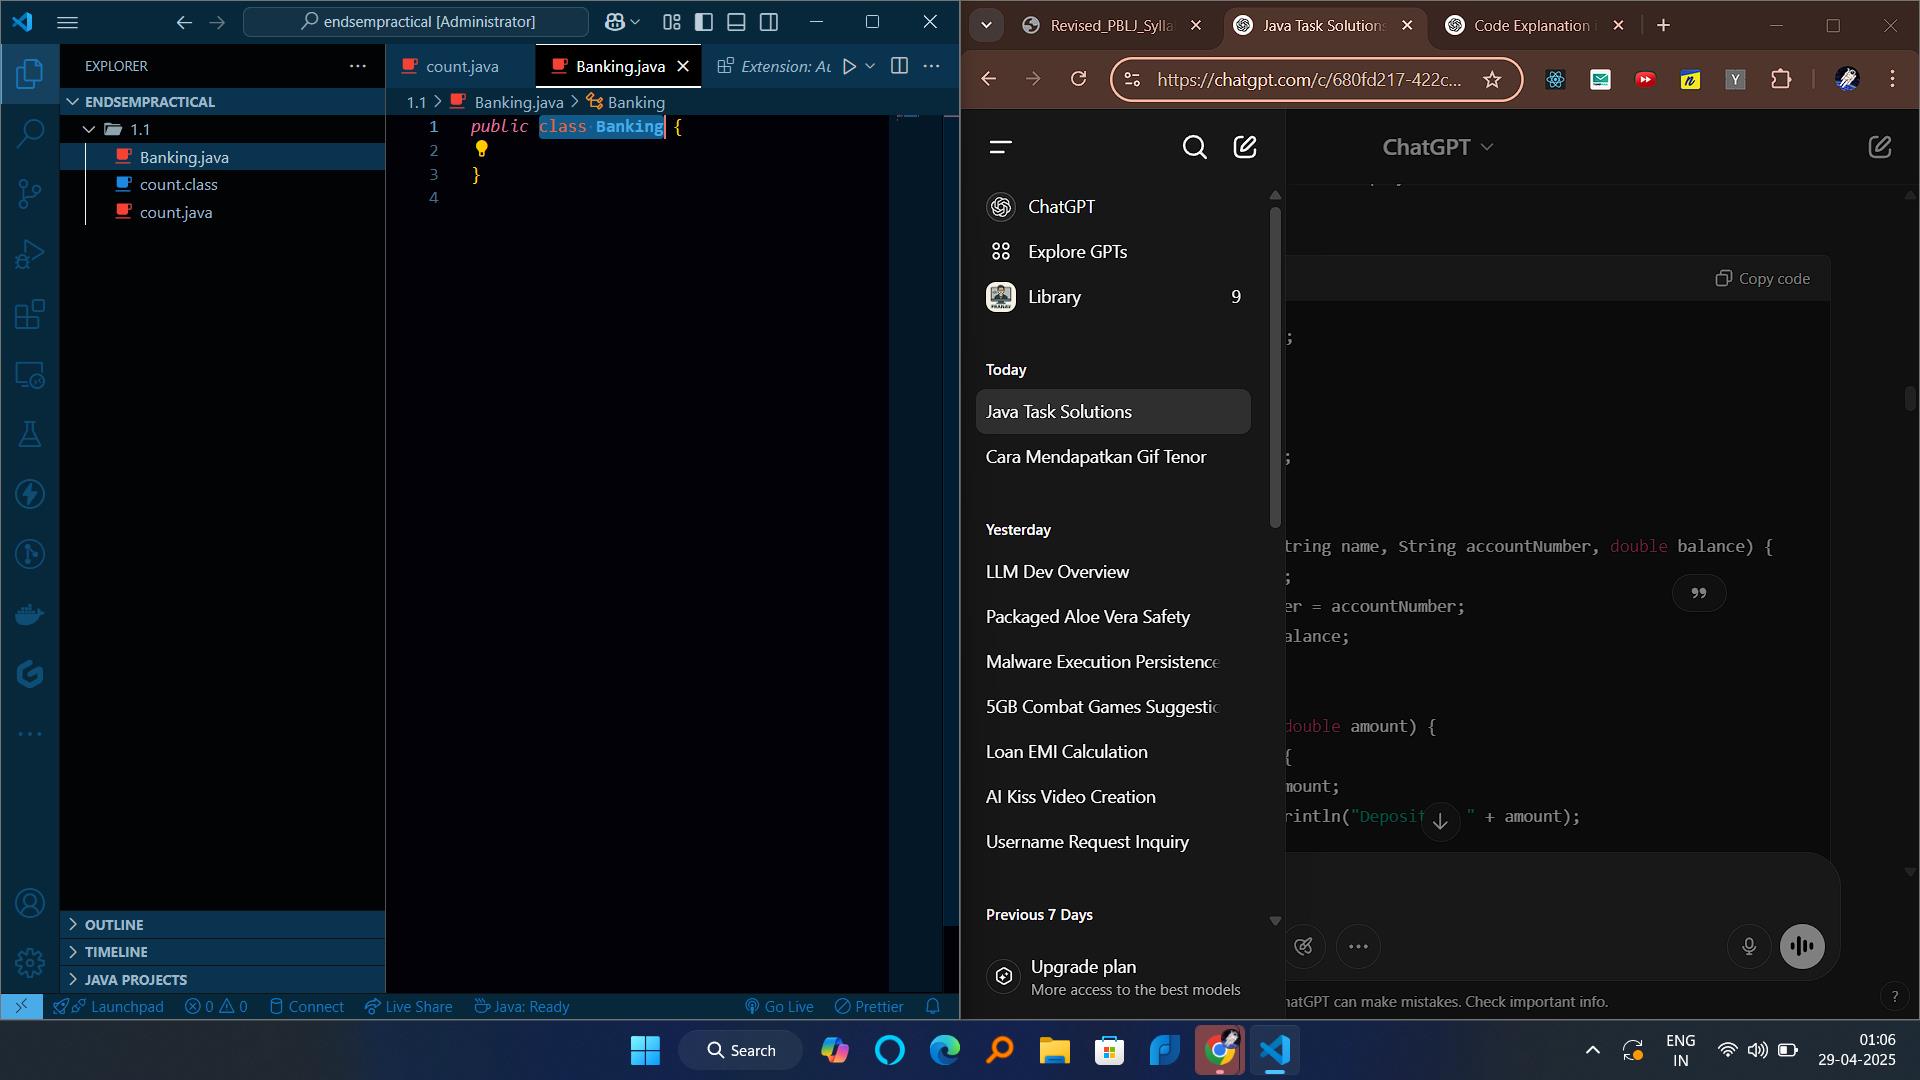 endsempractical [Administrator]
EXPLORER
ENDSEMPRACTICAL
1.1
Banking.java
count.class
count.java
OUTLINE
TIMELINE
JAVA PROJECTS
count.java
Banking.java
Extension: Au
1.1 > Banking.java > Banking
1 public class Banking {
2
3 }
4
Launchpad
0
0
Connect
Live Share
Java: Ready
Go Live
Prettier
Revised_PBLJ_Sylla
Java Task Solutions
Code Explanation
https://chatgpt.com/c/680fd217-422c...
ChatGPT
Explore GPTs
Library 9
Today
Java Task Solutions
Cara Mendapatkan Gif Tenor
Yesterday
LLM Dev Overview
Packaged Aloe Vera Safety
Malware Execution Persistence
5GB Combat Games Suggestio
Loan EMI Calculation
AI Kiss Video Creation
Username Request Inquiry
Previous 7 Days
Upgrade plan
More access to the best models
ChatGPT
Copy code
;
;
tring name, String accountNumber, double balance) {
;
er = accountNumber;
alance;
double amount) {
{
mount;
rintln("Deposit " + amount);
hatGPT can make mistakes. Check important info.
?
Search
ENG
IN
01:06
29-04-2025